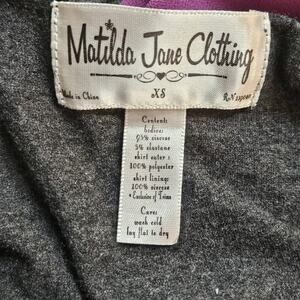 Matilda Jane Clothing
XS
Made in China
RN
Content:
bodice:
95% viscose
5% elastane
skirt outer:
100% polyester
skirt lining:
100% viscose
• Exclusive of Trims
Care:
wash cold
lay flat to dry